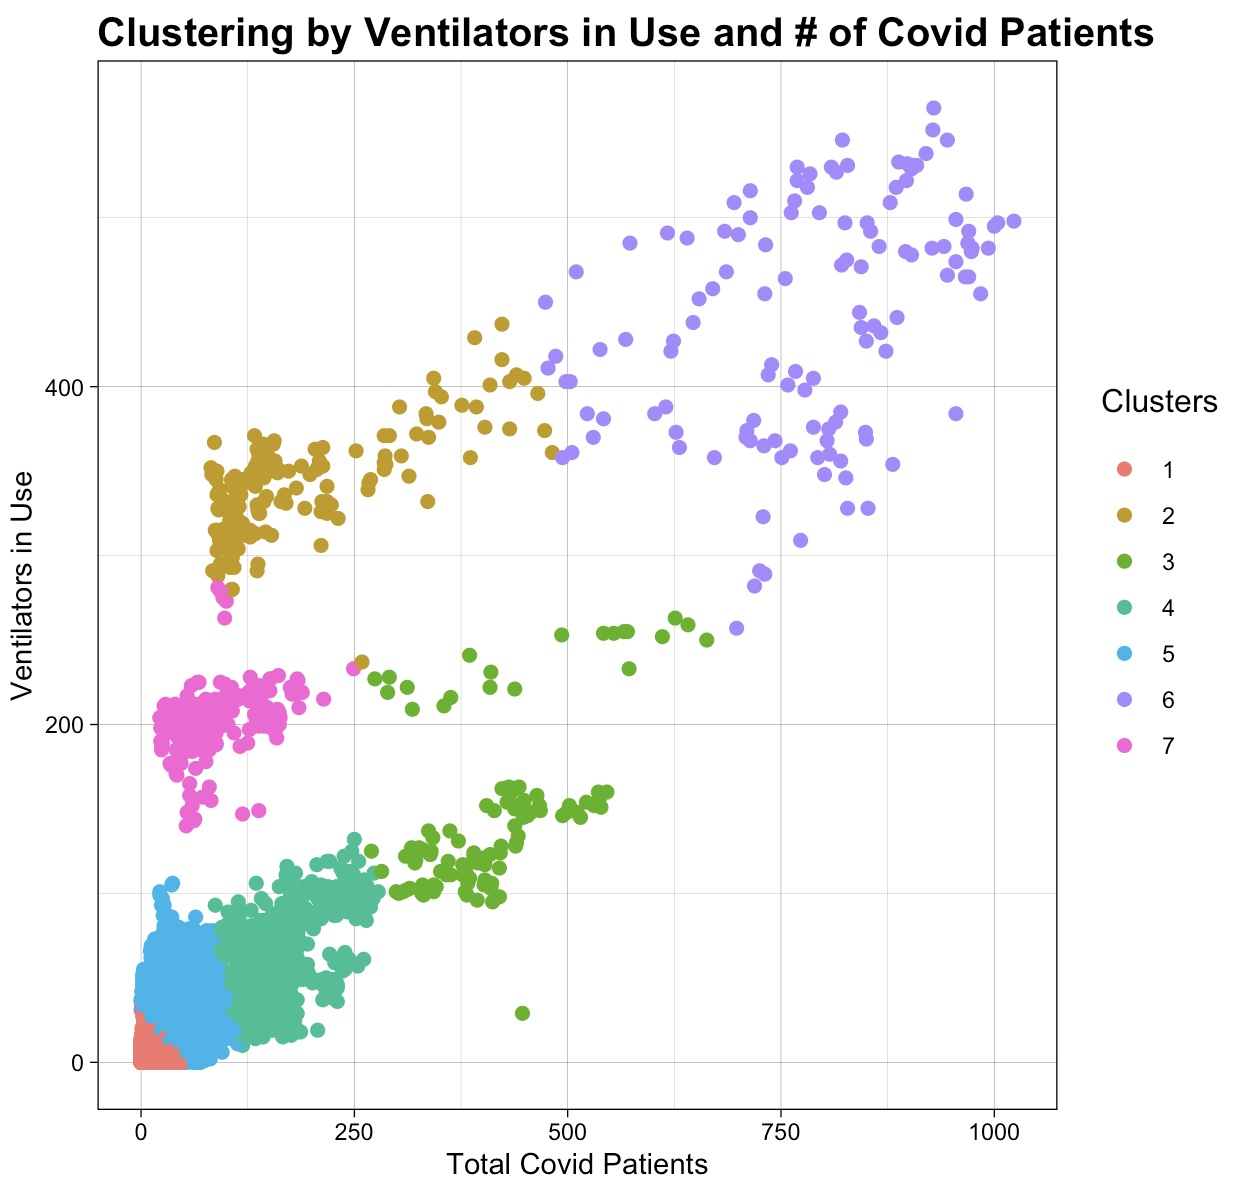 Clustering by Ventilators in Use and # of Covid Patients
Ventilators in Use
400
200
0
0 250 500 750 1000
Total Covid Patients
Clusters
1
2
3
4
5
6
7